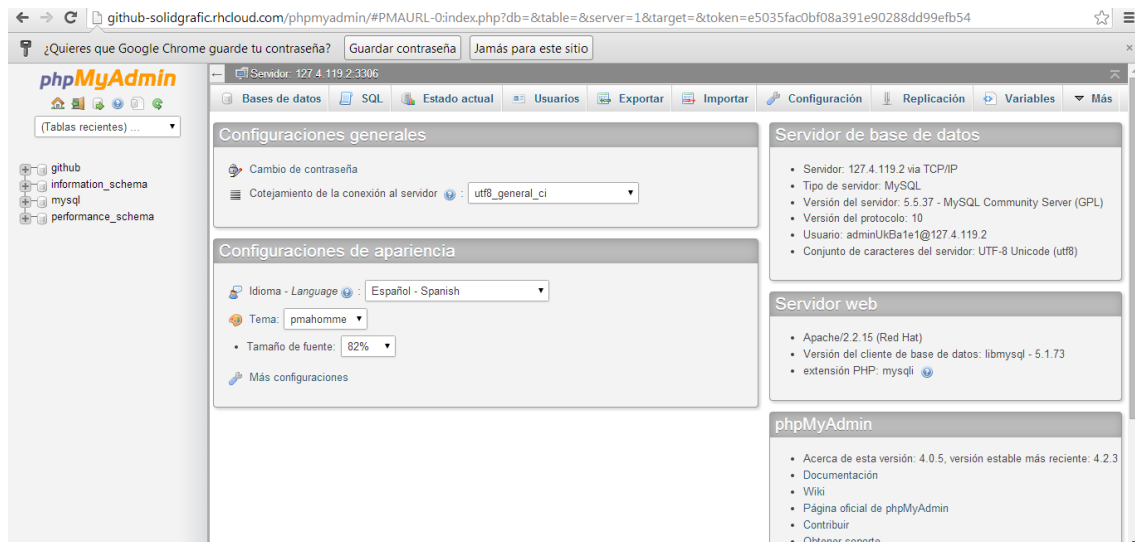 github-solidgrafic.rhcloud.com/phpmyadmin/#PMAURL-0:index.php?db=&table=&server=1&target=&token=e5035fac0bf08a391e90288dd99efb54
¿Quieres que Google Chrome guarde tu contraseña? Guardar contraseña Jamás para este sitio
phpMyAdmin
(Tablas recientes) ...
github
information_schema
mysql
performance_schema
Servidor: 127.4.119.2:3306
Bases de datos SQL Estado actual Usuarios Exportar Importar Configuración Replicación Variables Más
Configuraciones generales
Cambio de contraseña
Cotejamiento de la conexión al servidor : utf8_general_ci
Configuraciones de apariencia
Idioma - Language : Español - Spanish
Tema: pmahomme
Tamaño de fuente: 82%
Más configuraciones
Servidor de base de datos
Servidor: 127.4.119.2 via TCP/IP
Tipo de servidor: MySQL
Versión del servidor: 5.5.37 - MySQL Community Server (GPL)
Versión del protocolo: 10
Usuario: adminUkBa1e1@127.4.119.2
Conjunto de caracteres del servidor: UTF-8 Unicode (utf8)
Servidor web
Apache/2.2.15 (Red Hat)
Versión del cliente de base de datos: libmysql - 5.1.73
extensión PHP: mysqli
phpMyAdmin
Acerca de esta versión: 4.0.5, versión estable más reciente: 4.2.3
Documentación
Wiki
Página oficial de phpMyAdmin
Contribuir
Obtener soporte